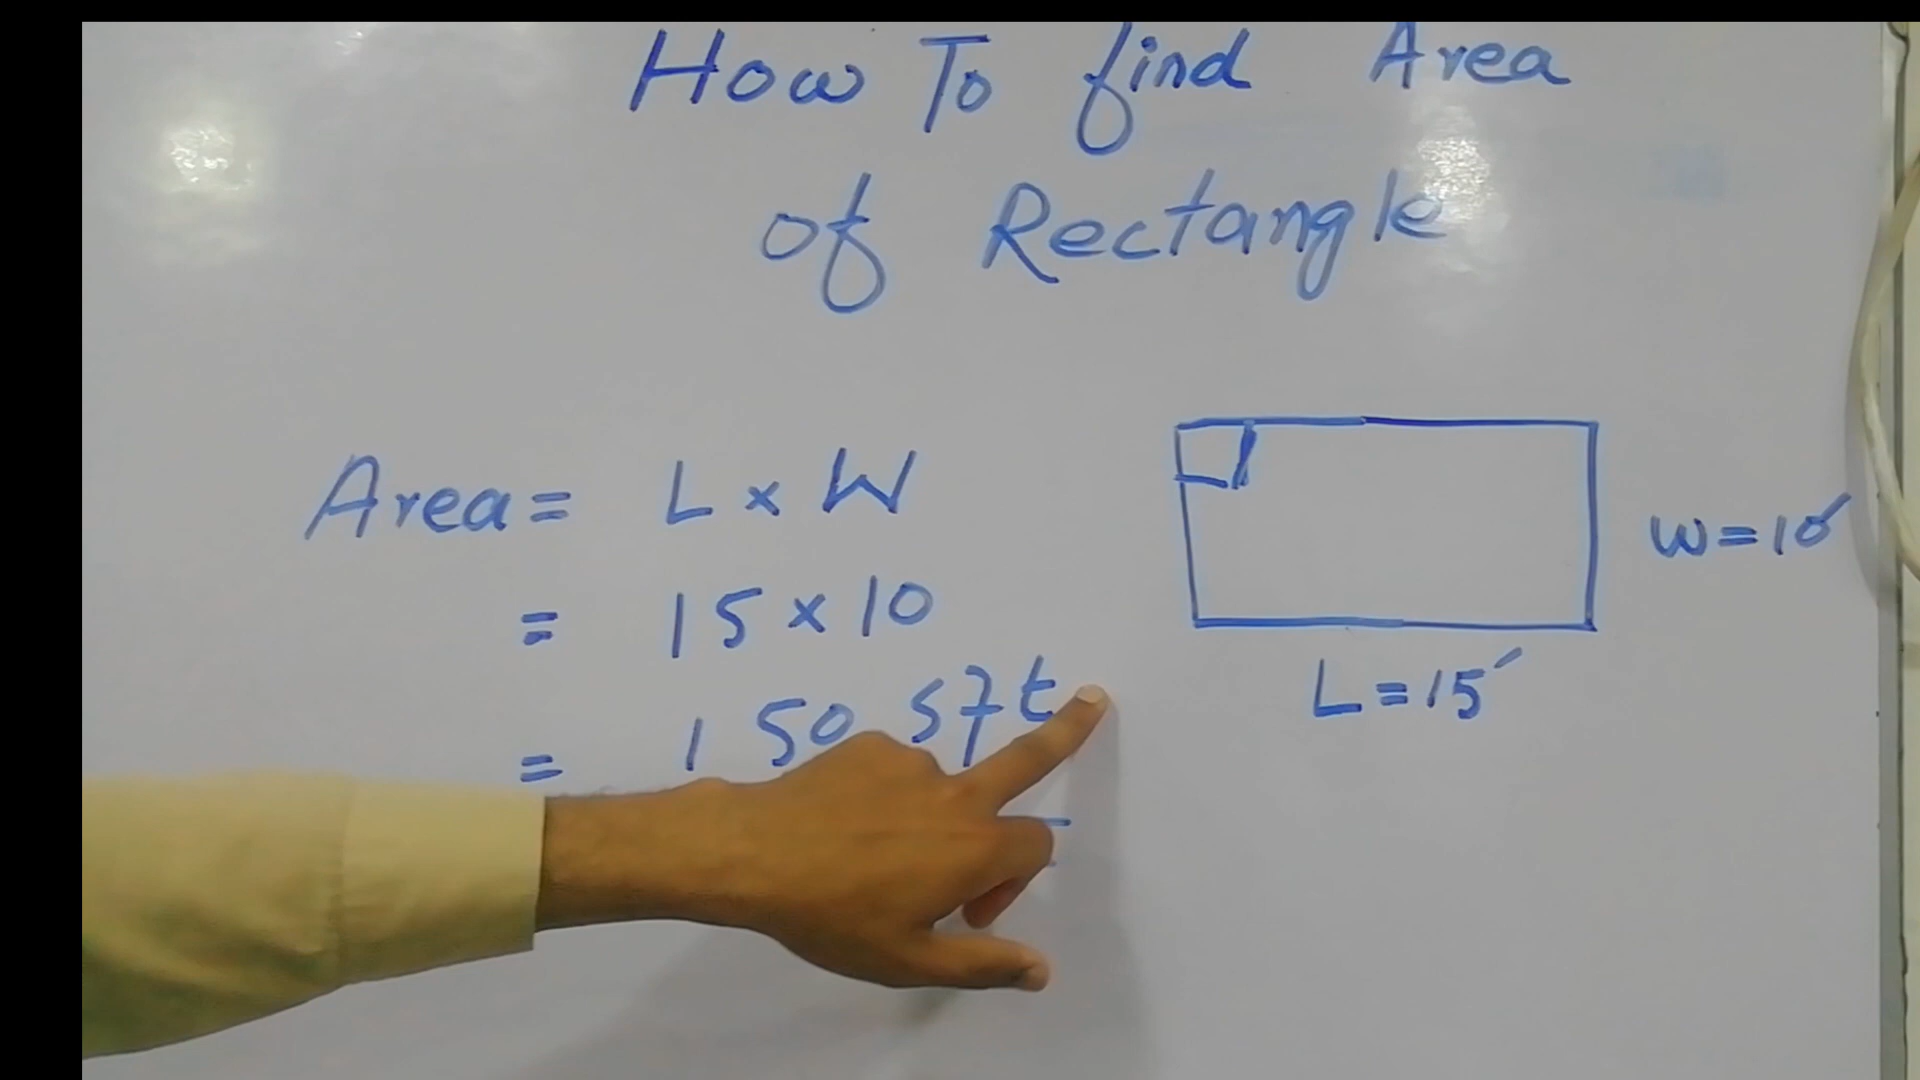 How To find Area
of Rectangle
Area = L × W
= 15 × 10
= 150 sft
W = 10′
L = 15′